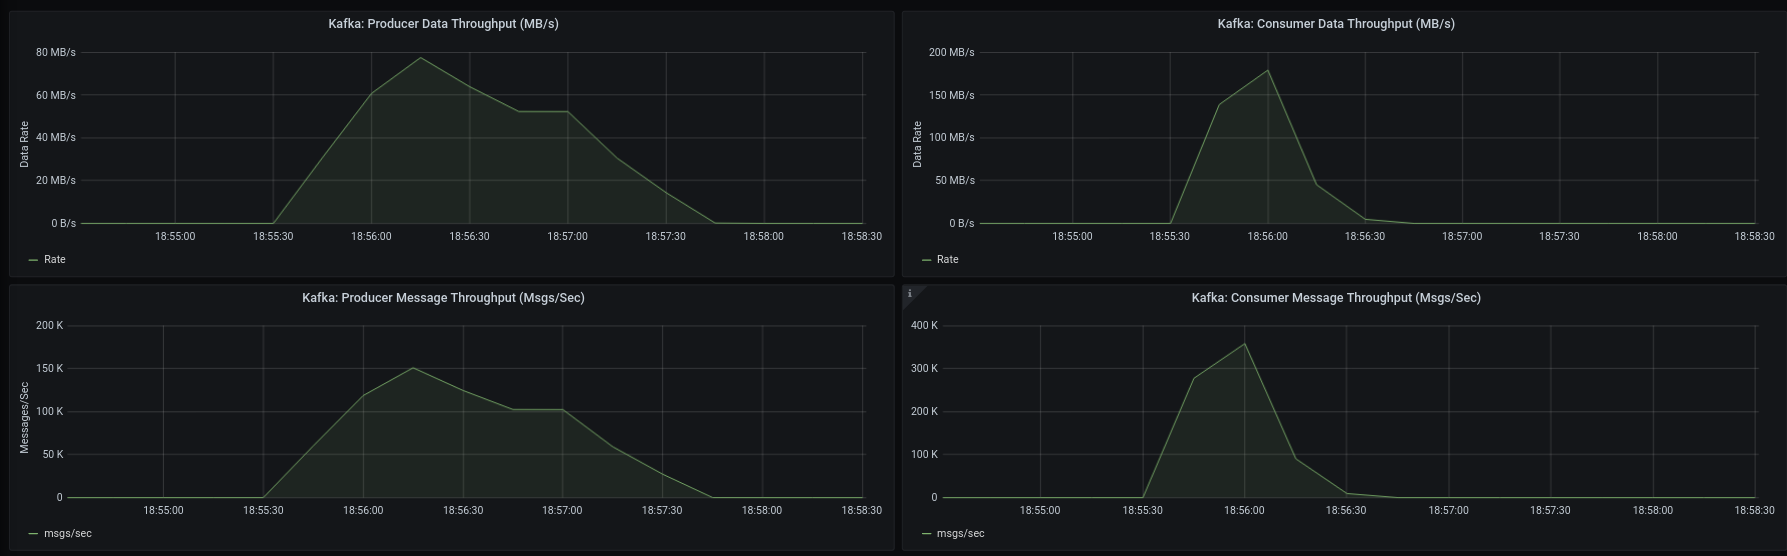 Kafka: Producer Data Throughput (MB/s)
80 MB/s
60 MB/s
40 MB/s
20 MB/s
0 B/s
Data Rate
18:55:00 18:55:30 18:56:00 18:56:30 18:57:00 18:57:30 18:58:00 18:58:30
Rate
Kafka: Consumer Data Throughput (MB/s)
200 MB/s
150 MB/s
100 MB/s
50 MB/s
0 B/s
Data Rate
18:55:00 18:55:30 18:56:00 18:56:30 18:57:00 18:57:30 18:58:00 18:58:30
Rate
Kafka: Producer Message Throughput (Msgs/Sec)
200 K
150 K
100 K
50 K
0
Messages/Sec
18:55:00 18:55:30 18:56:00 18:56:30 18:57:00 18:57:30 18:58:00 18:58:30
msgs/sec
i
Kafka: Consumer Message Throughput (Msgs/Sec)
400 K
300 K
200 K
100 K
0
18:55:00 18:55:30 18:56:00 18:56:30 18:57:00 18:57:30 18:58:00 18:58:30
msgs/sec